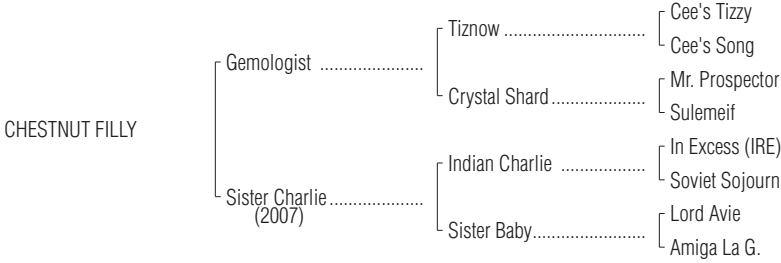 Cee's Tizzy
Tiznow ..............................
Cee's Song
Gemologist ......................
Mr. Prospector
Crystal Shard....................
Sulemeif
CHESTNUT FILLY
In Excess (IRE)
Indian Charlie ..................
Soviet Sojourn
Sister Charlie....................
(2007)
Lord Avie
Sister Baby........................
Amiga La G.